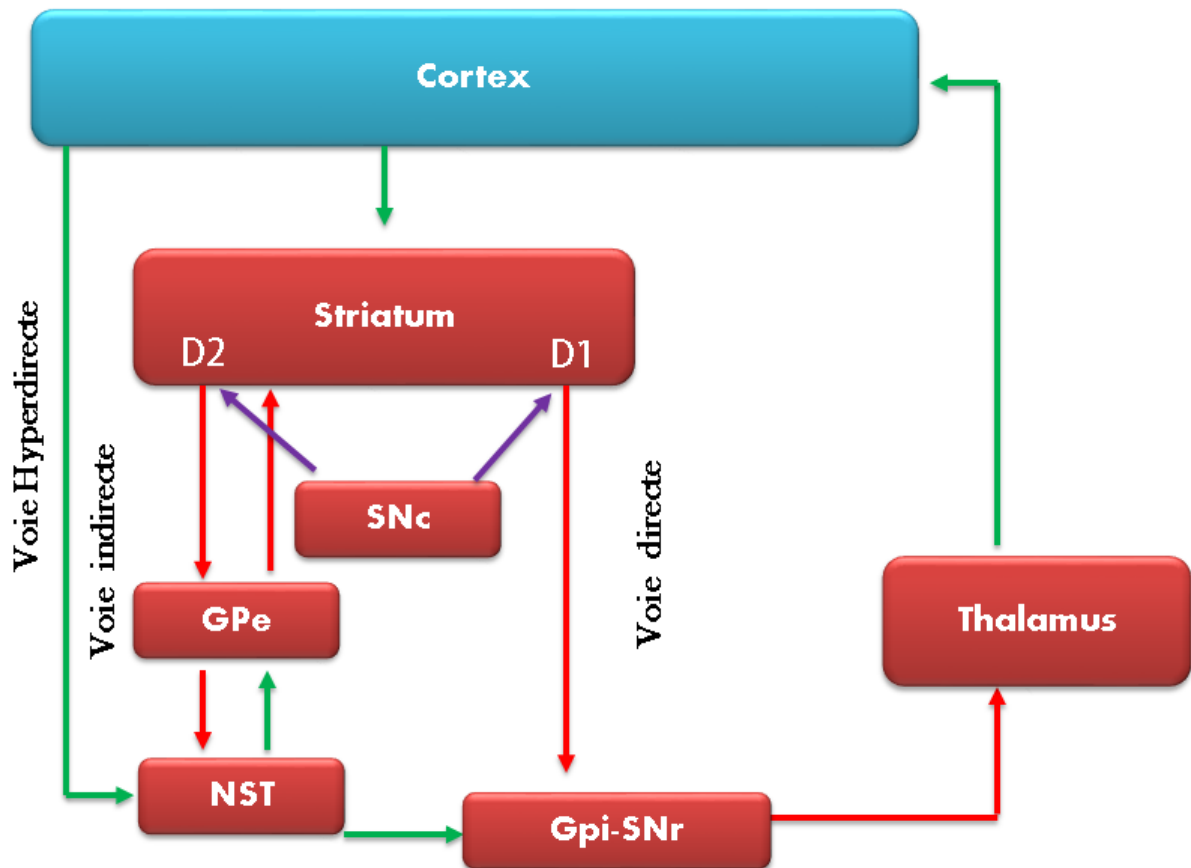 Cortex
Striatum
D2
D1
SNc
GPe
NST
Gpi-SNr
Thalamus
Voie Hyperdirecte
Voie indirecte
Voie directe